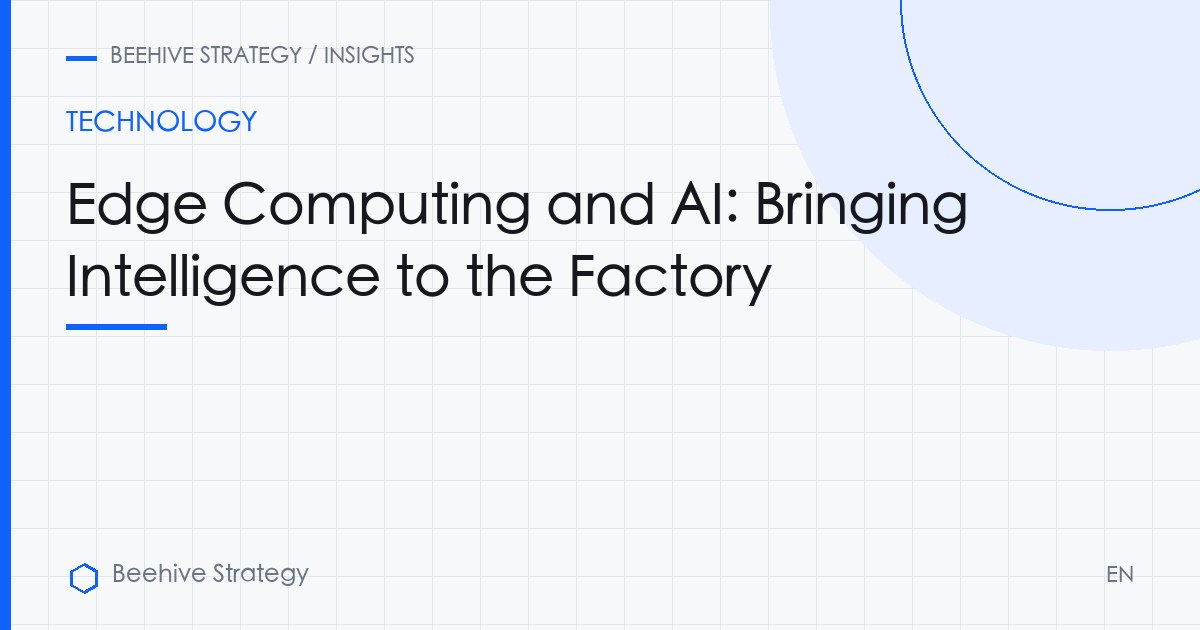 BEEHIVE STRATEGY / INSIGHTS
TECHNOLOGY
Edge Computing and AI: Bringing
Intelligence to the Factory
Beehive Strategy
EN